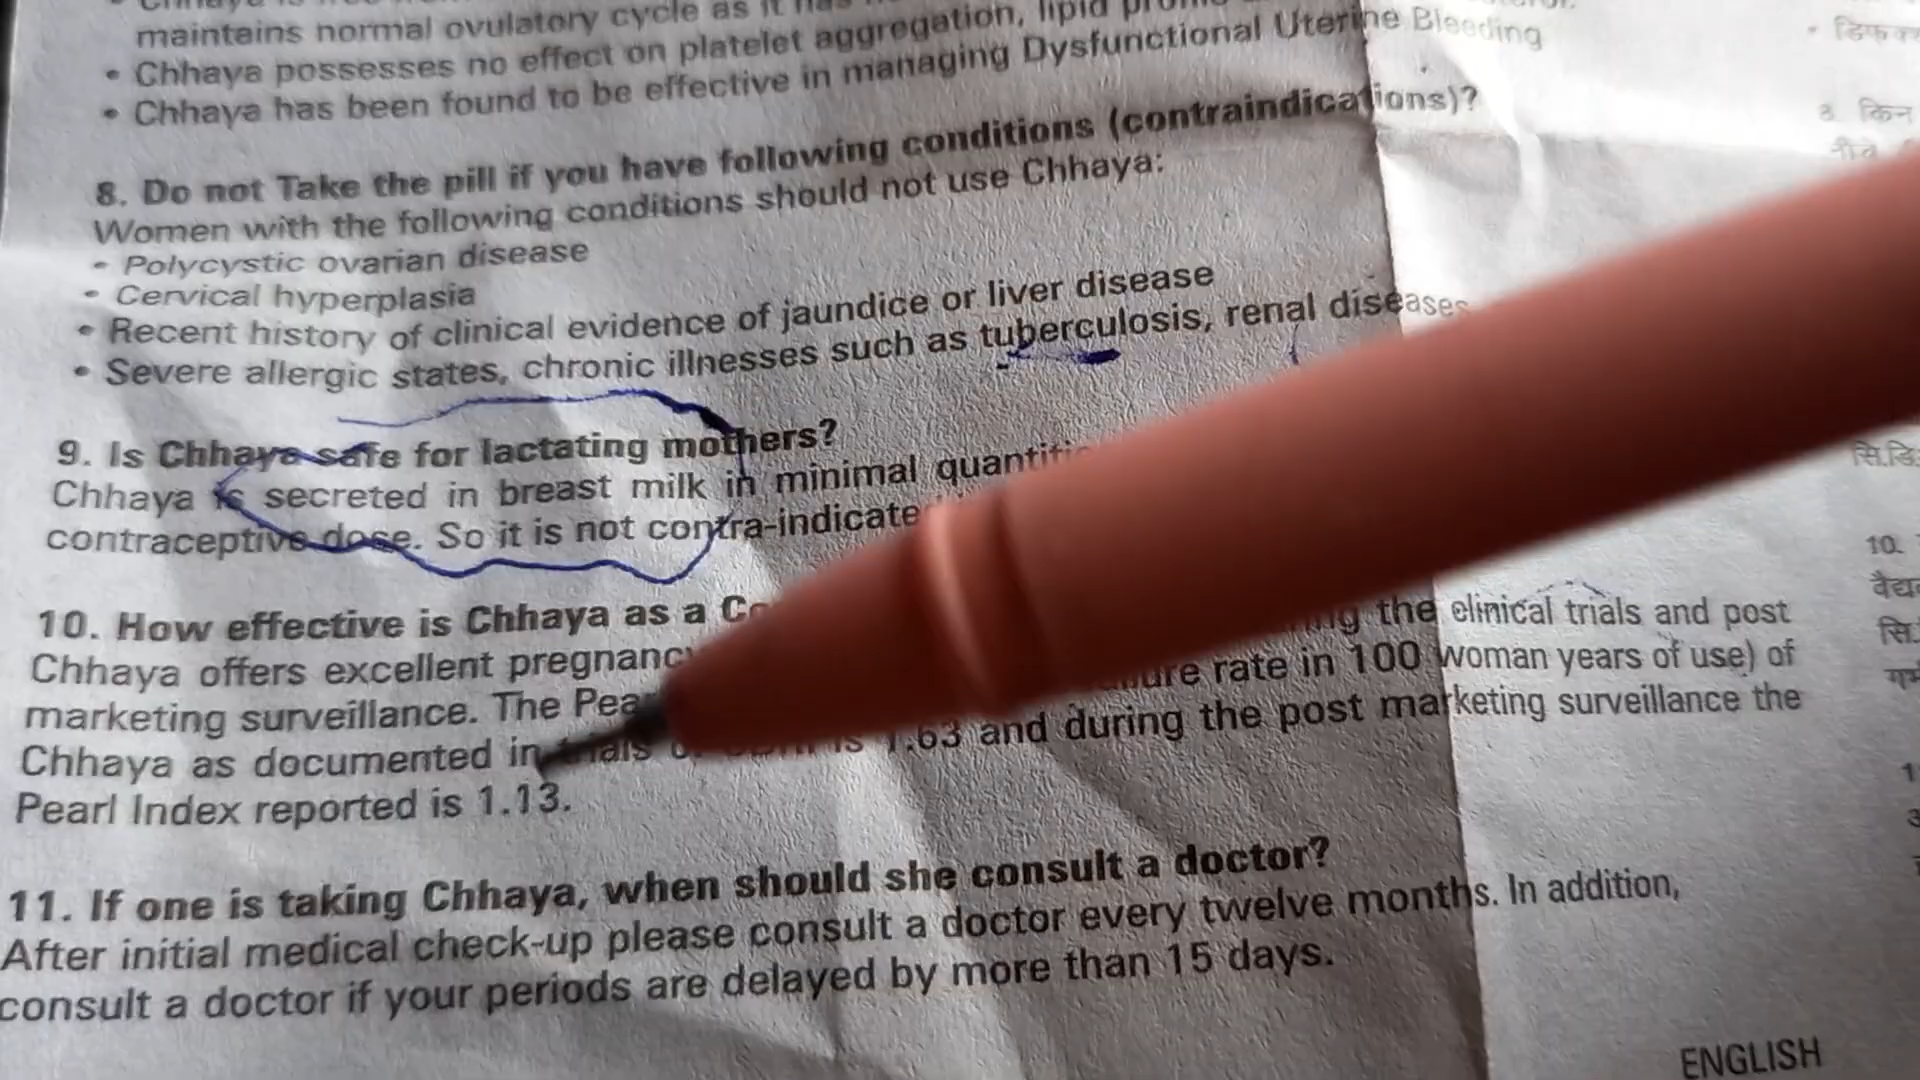 maintains normal ovulatory cycle as it has
• Chhaya possesses no effect on platelet aggregation, lipid
• Chhaya has been found to be effective in managing Dysfunctional Uterine Bleeding
8. Do not Take the pill if you have following conditions (contraindications)?
Women with the following conditions should not use Chhaya:
• Polycystic ovarian disease
• Cervical hyperplasia
• Recent history of clinical evidence of jaundice or liver disease
• Severe allergic states, chronic illnesses such as tuberculosis, renal diseases
9. Is Chhaya safe for lactating mothers?
Chhaya is secreted in breast milk in minimal
contraceptive dose. So it is not
10. How effective is Chhaya as a
Chhaya offers excellent the clinical trials and post
marketing surveillance. The rate in 100 woman years of use) of
Chhaya as documented in trials is 1.63 and during the post marketing surveillance the
Pearl Index reported is 1.13.
11. If one is taking Chhaya, when should she consult a doctor?
After initial medical check-up please consult a doctor every twelve months. In addition,
consult a doctor if your periods are delayed by more than 15 days.
ENGLISH
किन
10.